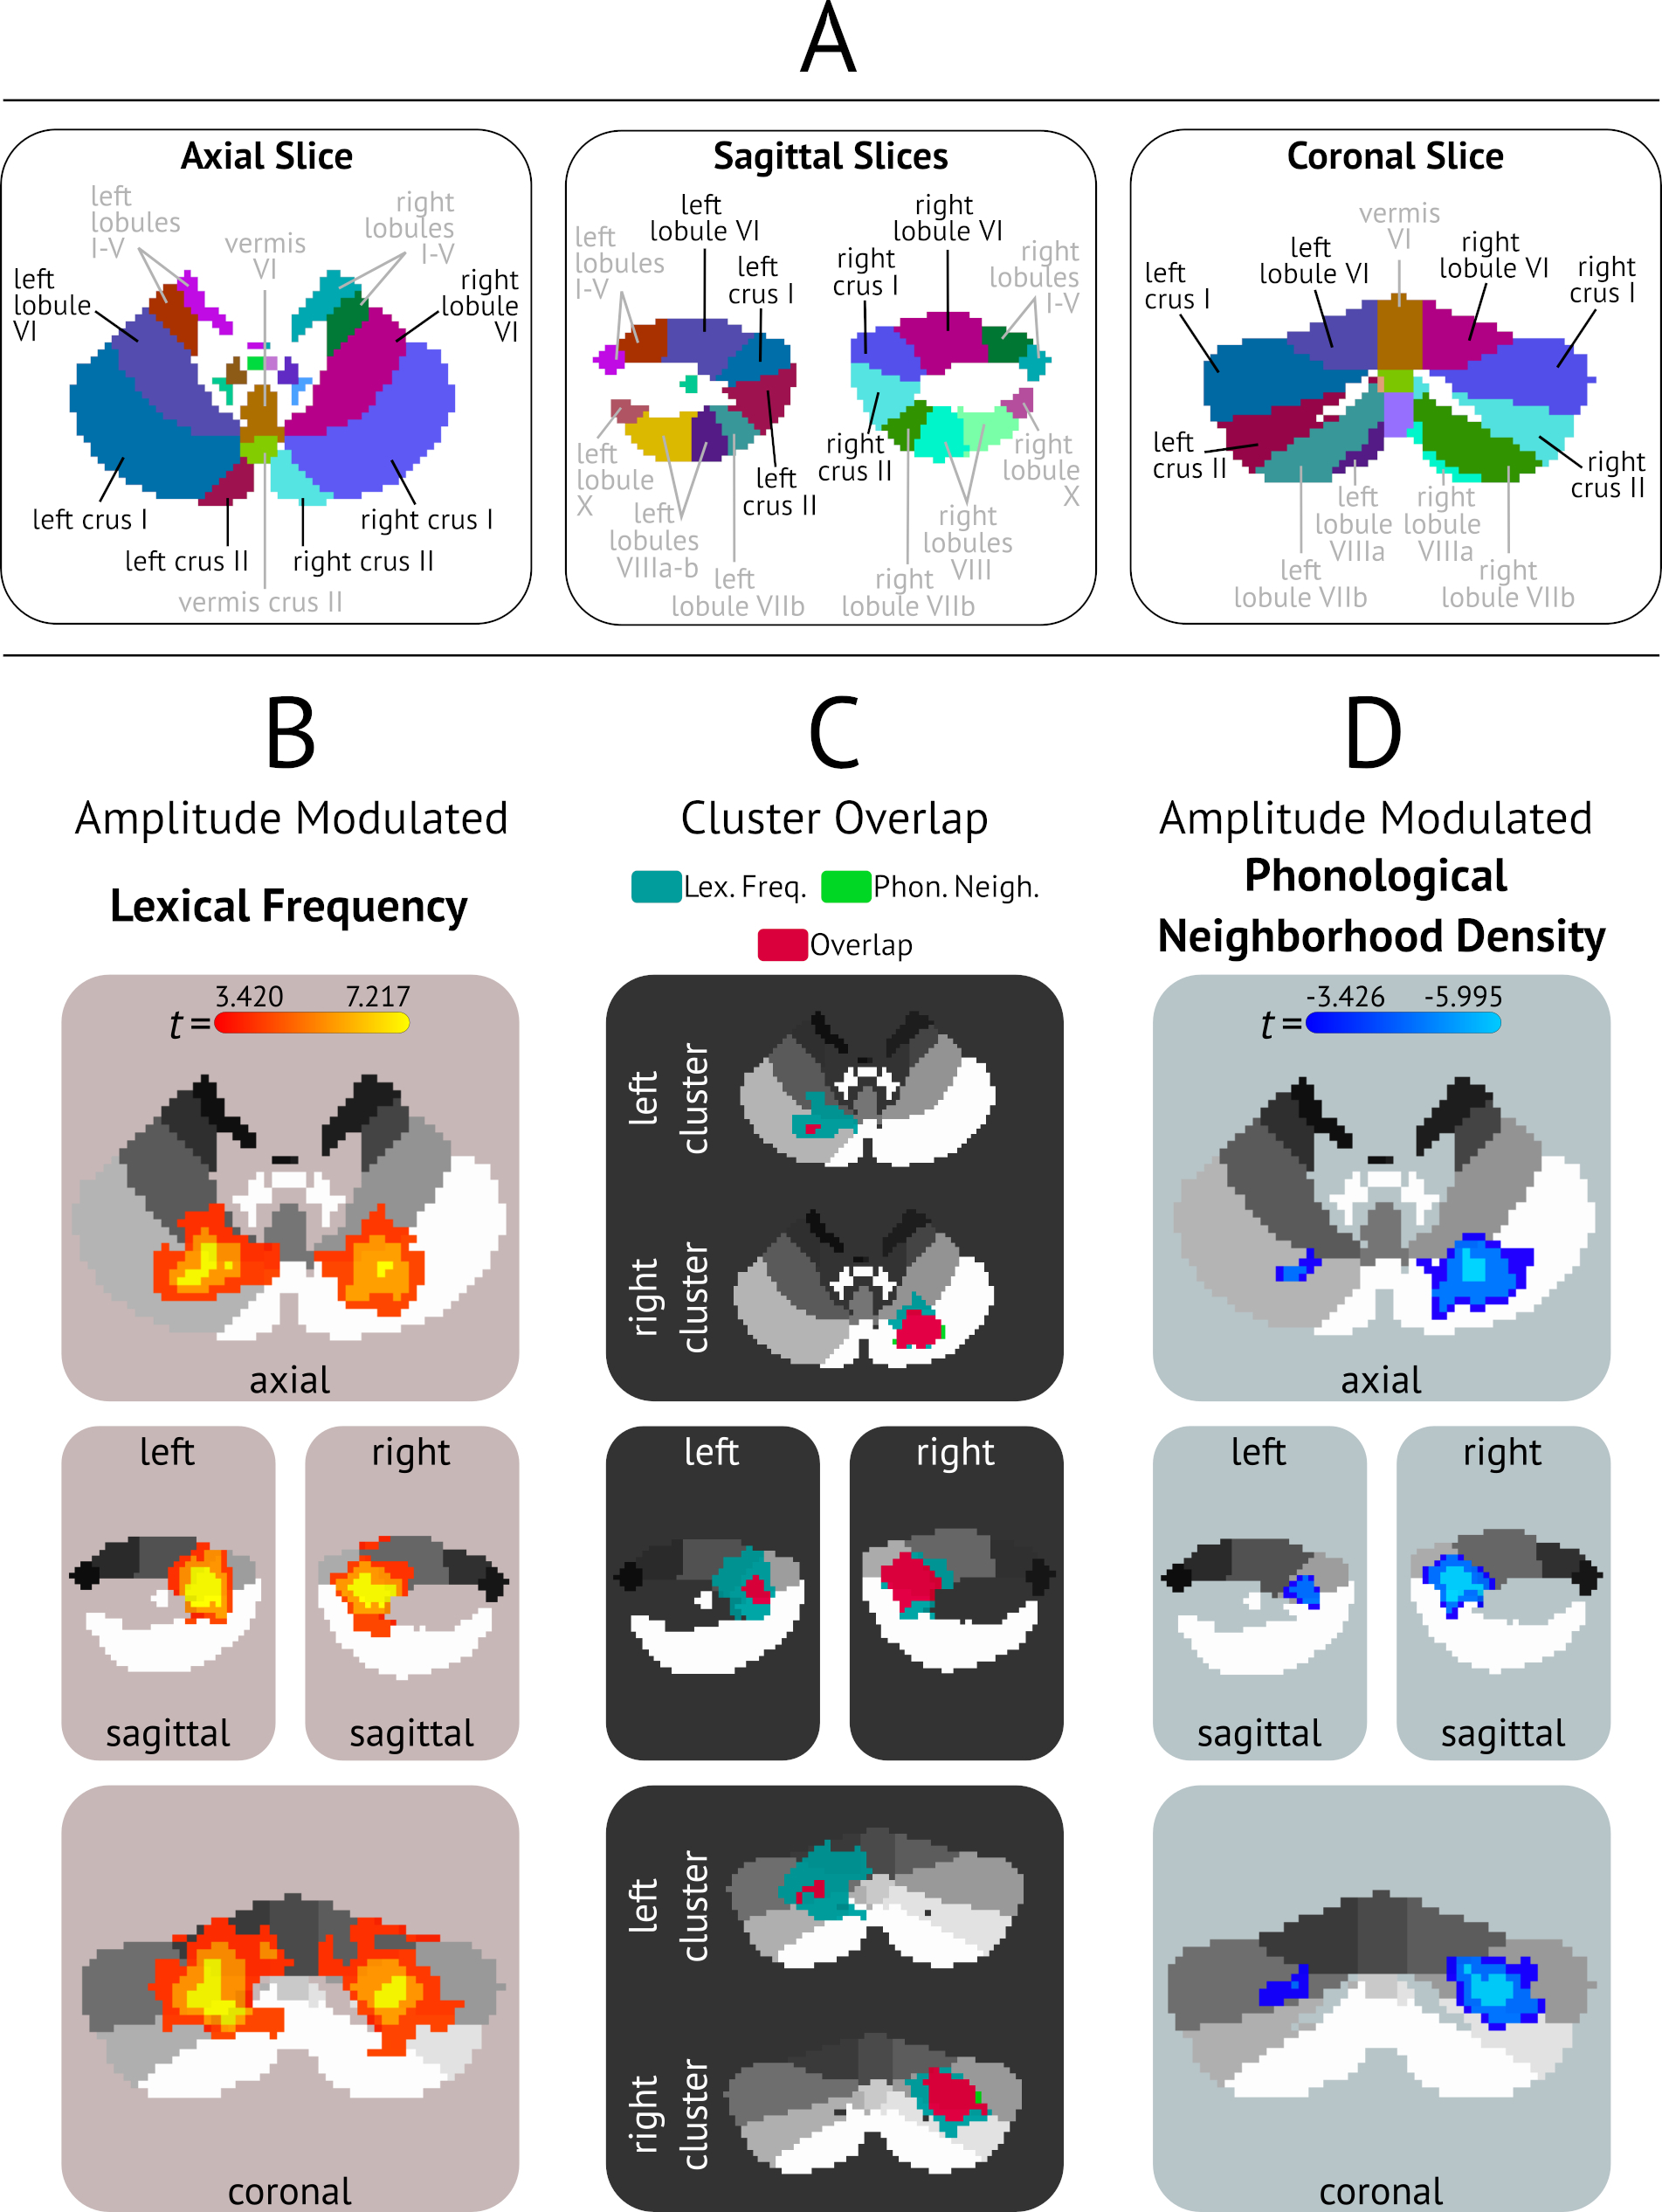 A
Axial Slice
left
lobules
I-V
vermis
VI
right
lobules
I-V
left
lobule
VI
right
lobule
VI
left crus I
right crus I
left crus II
right crus II
vermis crus II
Sagittal Slices
left
lobule VI
right
lobule VI
left
lobules
I-V
left
crus I
right
crus I
right
lobules
I-V
left
lobule
X
left
lobules
VIIIa-b
left
lobule VIIb
left
crus II
right
crus II
right
lobule VIIb
right
lobules
VIII
right
lobule
X
Coronal Slice
vermis
VI
left
crus I
left
lobule VI
right
lobule VI
right
crus I
left
crus II
right
crus II
left
lobule
VIIIa
right
lobule
VIIIa
left
lobule VIIb
right
lobule VIIb
B
Amplitude Modulated
Lexical Frequency
3.420 7.217
t =
axial
left
sagittal
right
sagittal
coronal
C
Cluster Overlap
Lex. Freq. Phon. Neigh.
Overlap
left
cluster
right
cluster
left
right
left
cluster
right
cluster
D
Amplitude Modulated
Phonological
Neighborhood Density
-3.426 -5.995
t =
axial
left
sagittal
right
sagittal
coronal